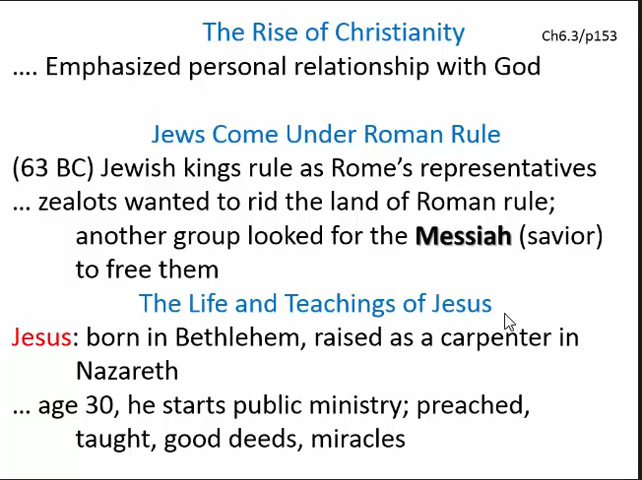 The Rise of Christianity
Ch6.3/p153
.... Emphasized personal relationship with God
Jews Come Under Roman Rule
(63 BC) Jewish kings rule as Rome’s representatives
... zealots wanted to rid the land of Roman rule;
another group looked for the Messiah (savior)
to free them
The Life and Teachings of Jesus
Jesus: born in Bethlehem, raised as a carpenter in
Nazareth
... age 30, he starts public ministry; preached,
taught, good deeds, miracles